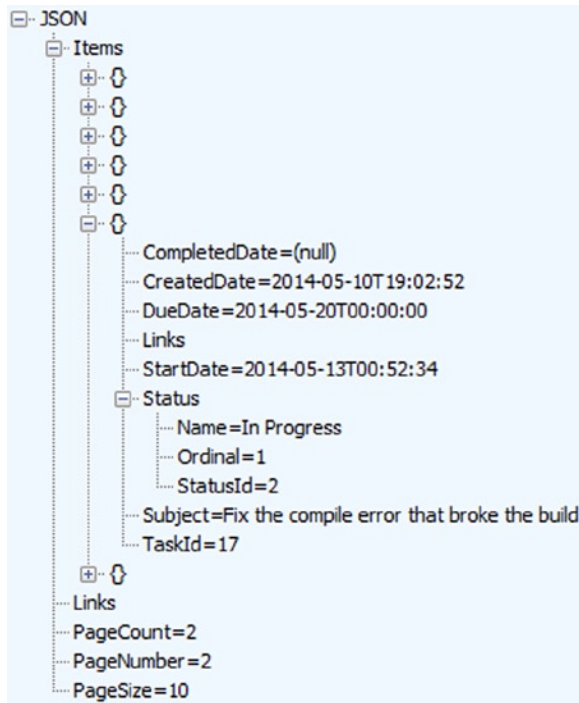 JSON
Items
{}
{}
{}
{}
{}
{}
CompletedDate=(null)
CreatedDate=2014-05-10T19:02:52
DueDate=2014-05-20T00:00:00
Links
StartDate=2014-05-13T00:52:34
Status
Name=In Progress
Ordinal=1
StatusId=2
Subject=Fix the compile error that broke the build
TaskId=17
{}
Links
PageCount=2
PageNumber=2
PageSize=10